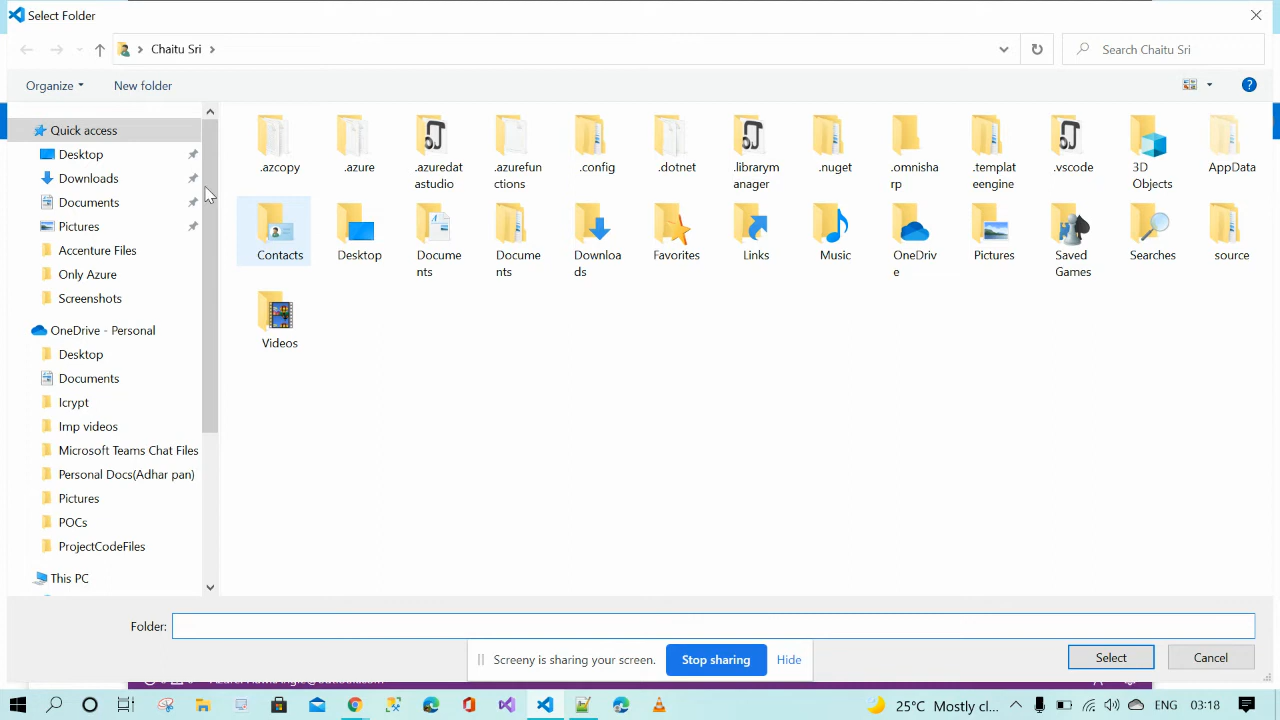 Select Folder
Chaitu Sri
Search Chaitu Sri
Organize
New folder
Quick access
Desktop
Downloads
Documents
Pictures
Accenture Files
Only Azure
Screenshots
OneDrive - Personal
Desktop
Documents
Icrypt
Imp videos
Microsoft Teams Chat Files
Personal Docs(Adhar pan)
Pictures
POCs
ProjectCodeFiles
This PC
.azcopy
.azure
.azuredat
astudio
.azurefun
ctions
.config
.dotnet
.librarym
anager
.nuget
.omnisha
rp
.templat
eengine
.vscode
3D
Objects
AppData
Contacts
Desktop
Docume
nts
Docume
nts
Downloa
ds
Favorites
Links
Music
OneDriv
e
Pictures
Saved
Games
Searches
source
Videos
Folder:
Screeny is sharing your screen.
Stop sharing
Hide
Select
Cancel
25°C Mostly cl...
ENG
03:18